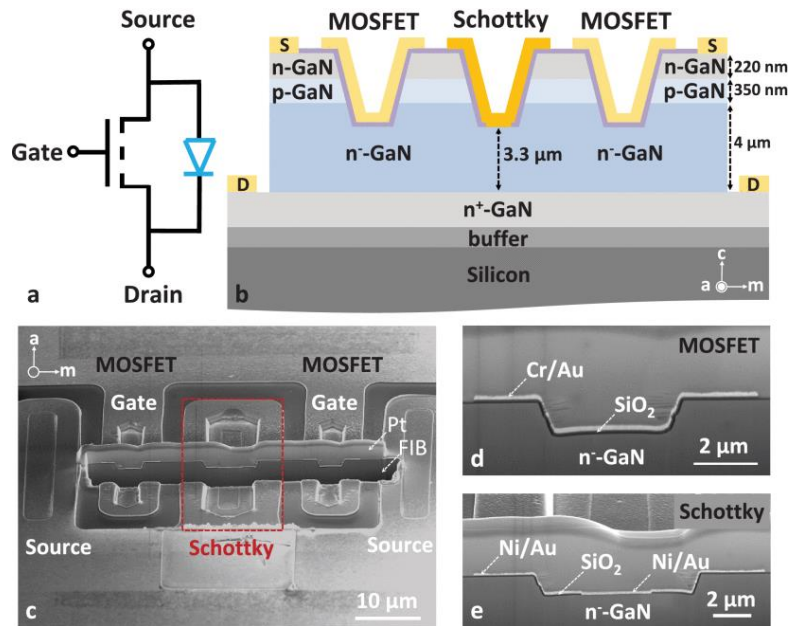 Source
Gate
Drain
a
MOSFET Schottky MOSFET
S S
n-GaN n-GaN 220 nm
p-GaN p-GaN 350 nm
n⁻-GaN 3.3 μm n⁻-GaN 4 μm
D D
n⁺-GaN
buffer
Silicon
c
a m
b
a
m
MOSFET MOSFET
Gate Gate
Pt
FIB
Source Source
Schottky
c 10 μm
MOSFET
Cr/Au
SiO₂
n⁻-GaN
d 2 μm
Schottky
Ni/Au SiO₂ Ni/Au
n⁻-GaN
e 2 μm